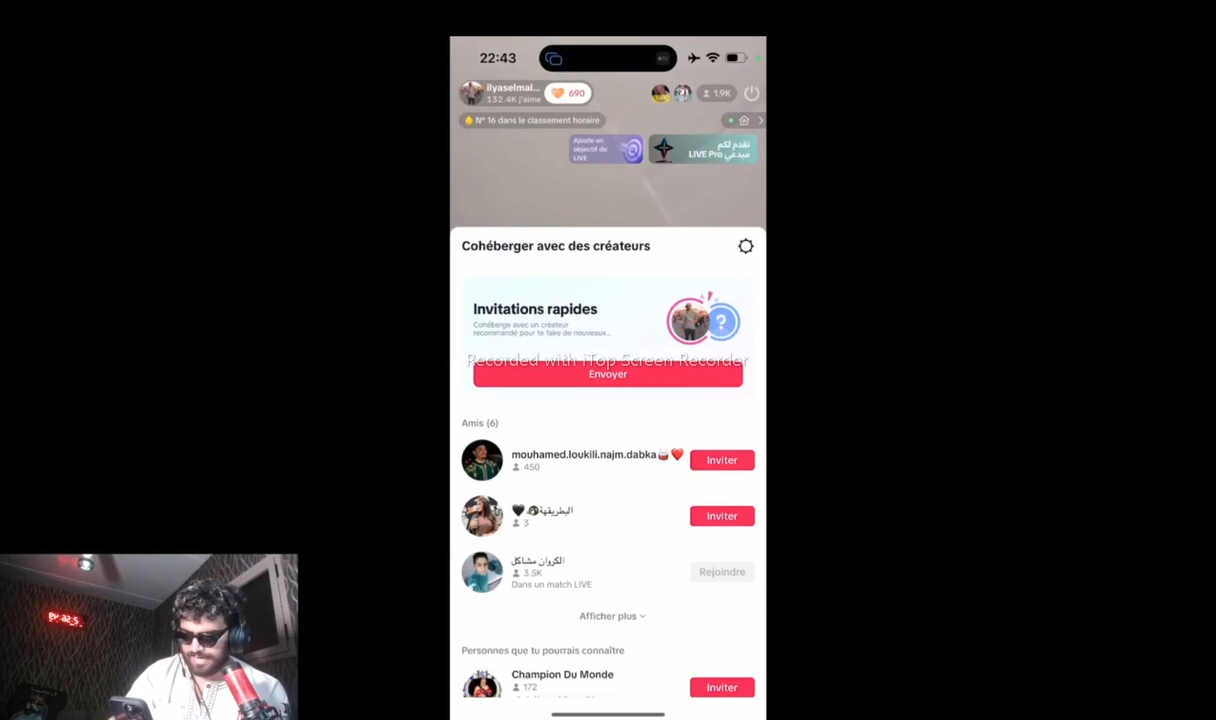 22:43
ilyaselmal...
132.4K j'aime
690
1.9K
N° 16 dans le classement horaire
Ajoute un
objectif de
LIVE
نقدم لكم
مبدعي LIVE Pro
Cohéberger avec des créateurs
Invitations rapides
Cohéberge avec un créateur
recommandé pour te faire de nouveaux...
?
Recorded with iTop Screen Recorder
Envoyer
Amis (6)
mouhamed.loukili.najm.dabka🥁❤️
450
Inviter
البطريقهة🖤
3
Inviter
الكروان مشاكل
3.5K
Dans un match LIVE
Rejoindre
Afficher plus
Personnes que tu pourrais connaître
Champion Du Monde
172
Inviter